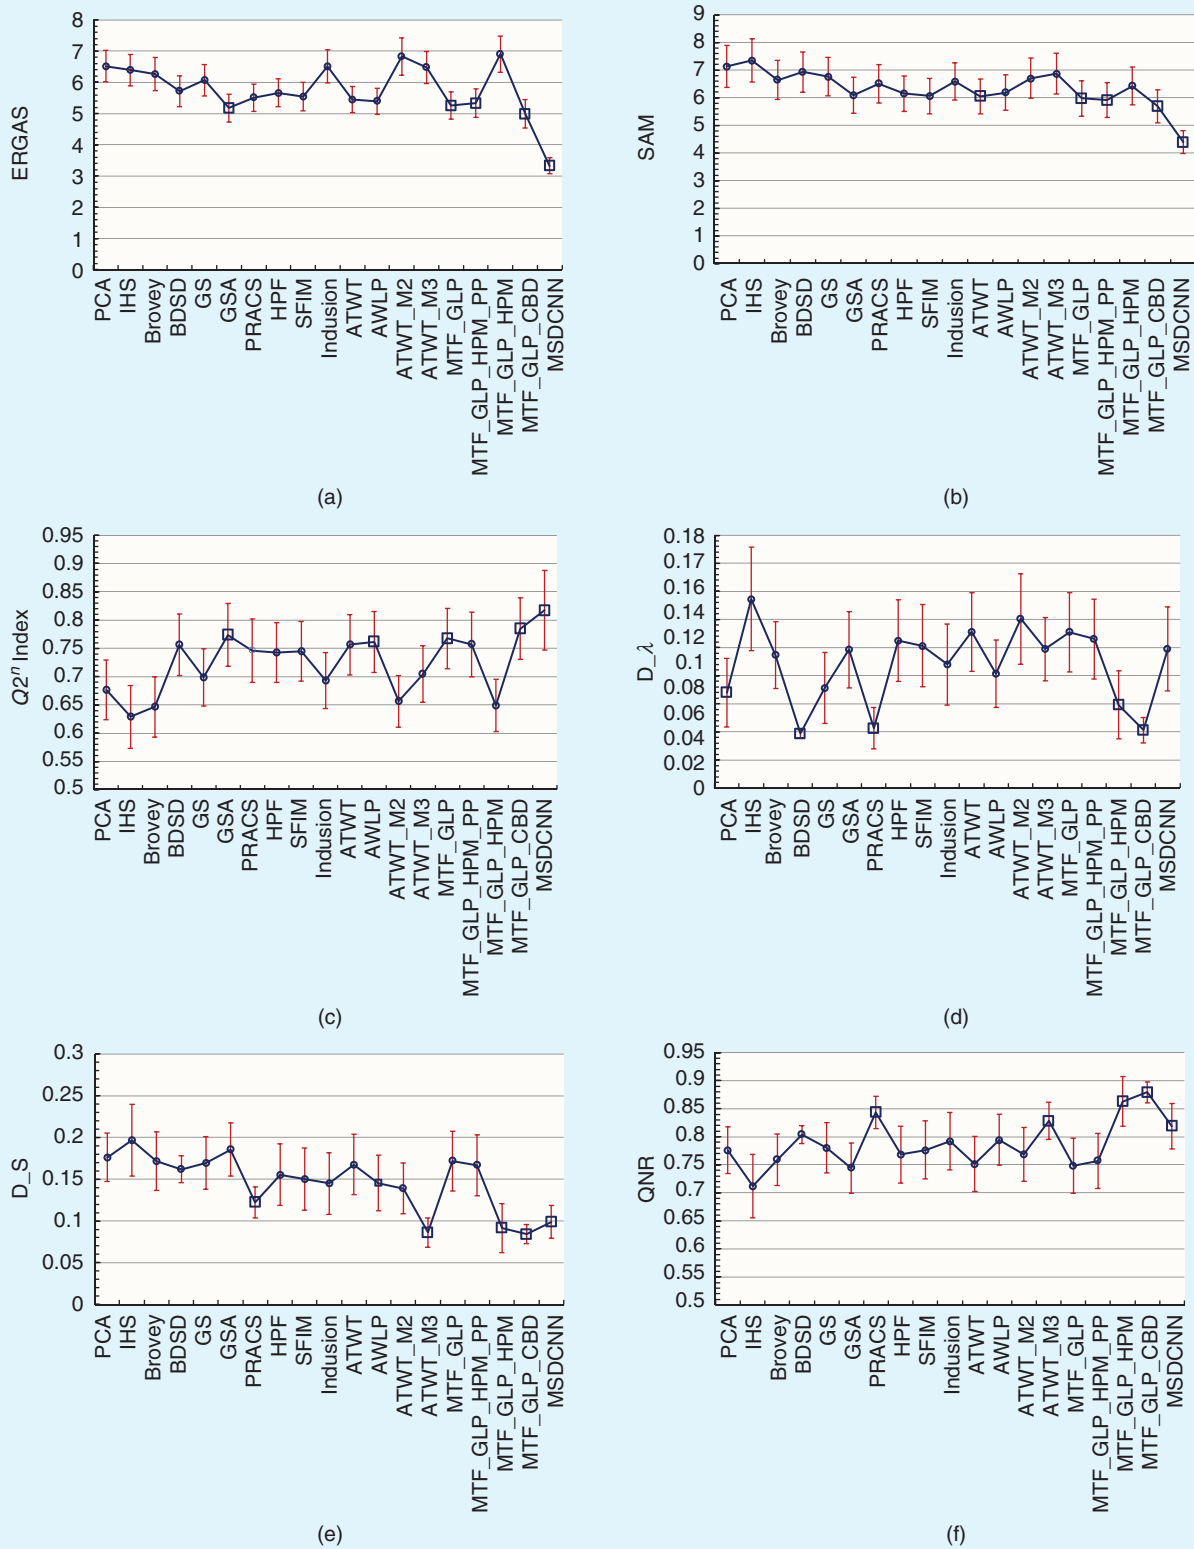 8
7
6
5
4
3
2
1
0
ERGAS
PCA
IHS
Brovey
BDSD
GS
GSA
PRACS
HPF
SFIM
Indusion
ATWT
AWLP
ATWT_M2
ATWT_M3
MTF_GLP
MTF_GLP_HPM_PP
MTF_GLP_HPM
MTF_GLP_CBD
MSDCNN
(a)
9
8
7
6
5
4
3
2
1
0
SAM
PCA
IHS
Brovey
BDSD
GS
GSA
PRACS
HPF
SFIM
Indusion
ATWT
AWLP
ATWT_M2
ATWT_M3
MTF_GLP
MTF_GLP_HPM_PP
MTF_GLP_HPM
MTF_GLP_CBD
MSDCNN
(b)
0.95
0.9
0.85
0.8
0.75
0.7
0.65
0.6
0.55
0.5
Q2ⁿ Index
PCA
IHS
Brovey
BDSD
GS
GSA
PRACS
HPF
SFIM
Indusion
ATWT
AWLP
ATWT_M2
ATWT_M3
MTF_GLP
MTF_GLP_HPM_PP
MTF_GLP_HPM
MTF_GLP_CBD
MSDCNN
(c)
0.18
0.17
0.16
0.14
0.12
0.1
0.08
0.06
0.04
0.02
0
D_λ
PCA
IHS
Brovey
BDSD
GS
GSA
PRACS
HPF
SFIM
Indusion
ATWT
AWLP
ATWT_M2
ATWT_M3
MTF_GLP
MTF_GLP_HPM_PP
MTF_GLP_HPM
MTF_GLP_CBD
MSDCNN
(d)
0.3
0.25
0.2
0.15
0.1
0.05
0
D_S
PCA
IHS
Brovey
BDSD
GS
GSA
PRACS
HPF
SFIM
Indusion
ATWT
AWLP
ATWT_M2
ATWT_M3
MTF_GLP
MTF_GLP_HPM_PP
MTF_GLP_HPM
MTF_GLP_CBD
MSDCNN
(e)
0.95
0.9
0.85
0.8
0.75
0.7
0.65
0.6
0.55
0.5
QNR
PCA
IHS
Brovey
BDSD
GS
GSA
PRACS
HPF
SFIM
Indusion
ATWT
AWLP
ATWT_M2
ATWT_M3
MTF_GLP
MTF_GLP_HPM_PP
MTF_GLP_HPM
MTF_GLP_CBD
MSDCNN
(f)